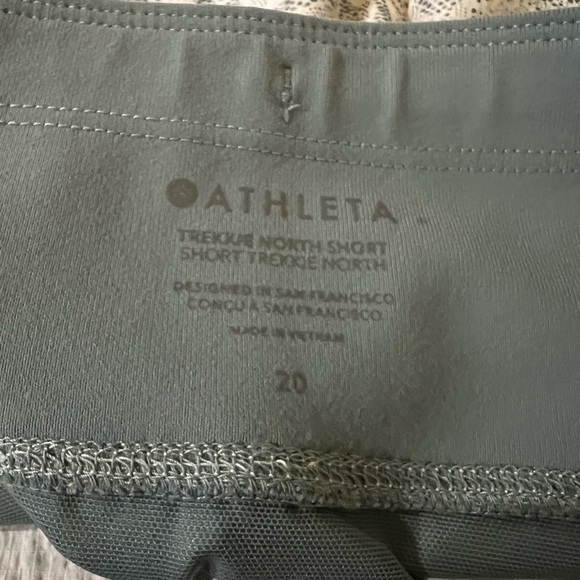 ATHLETA
TREKKIE NORTH SHORT
SHORT TREKKIE NORTH
DESIGNED IN SAN FRANCISCO
CONÇU À SAN FRANCISCO
MADE IN VIETNAM
20